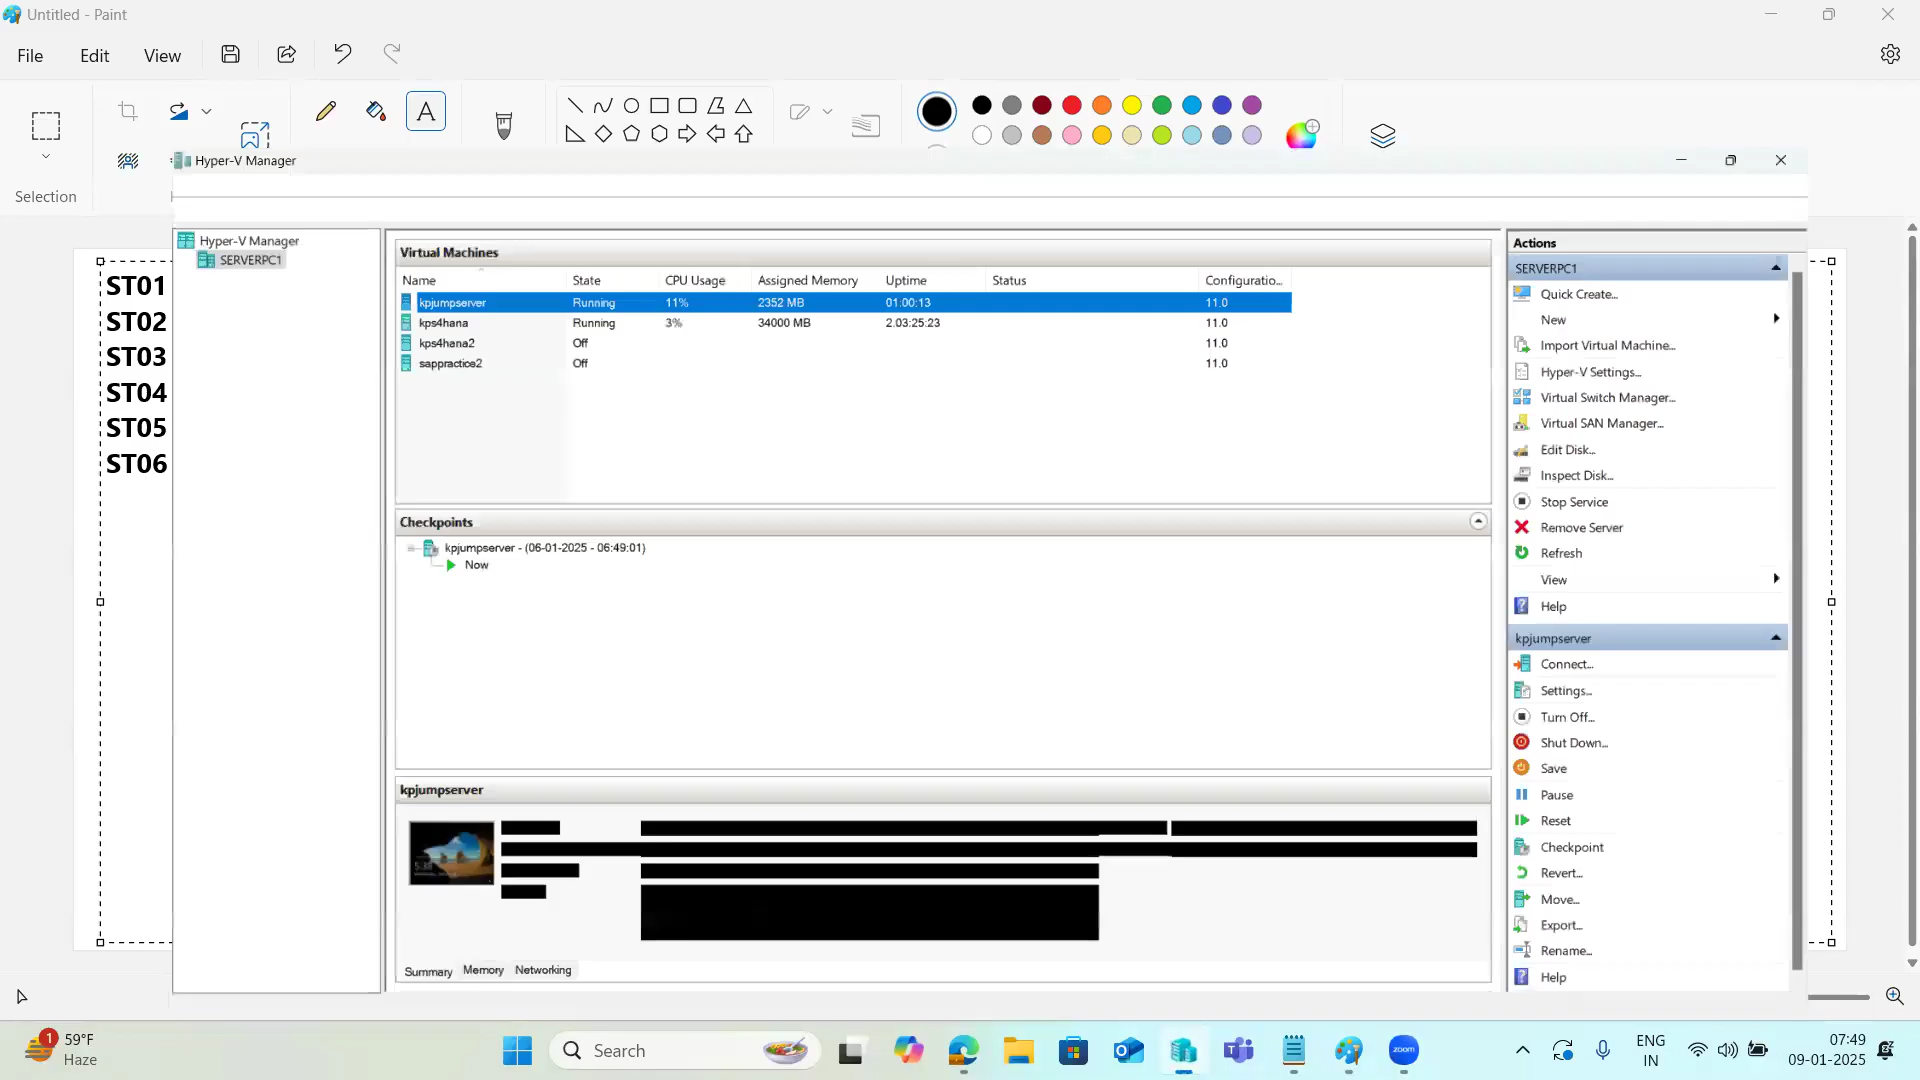 Untitled - Paint
File Edit View
Selection
Hyper-V Manager
Hyper-V Manager
SERVERPC1
ST01
ST02
ST03
ST04
ST05
ST06
Virtual Machines
Name State CPU Usage Assigned Memory Uptime Status Configuratio...
kpjumpserver Running 11% 2352 MB 01:00:13 11.0
kps4hana Running 3% 34000 MB 2.03:25:23 11.0
kps4hana2 Off 11.0
sappractice2 Off 11.0
Checkpoints
kpjumpserver - (06-01-2025 - 06:49:01)
Now
kpjumpserver
Summary Memory Networking
Actions
SERVERPC1
Quick Create...
New
Import Virtual Machine...
Hyper-V Settings...
Virtual Switch Manager...
Virtual SAN Manager...
Edit Disk...
Inspect Disk...
Stop Service
Remove Server
Refresh
View
Help
kpjumpserver
Connect...
Settings...
Turn Off...
Shut Down...
Save
Pause
Reset
Checkpoint
Revert...
Move...
Export...
Rename...
Help
1
59°F
Haze
Search
zoom
ENG
IN
07:49
09-01-2025